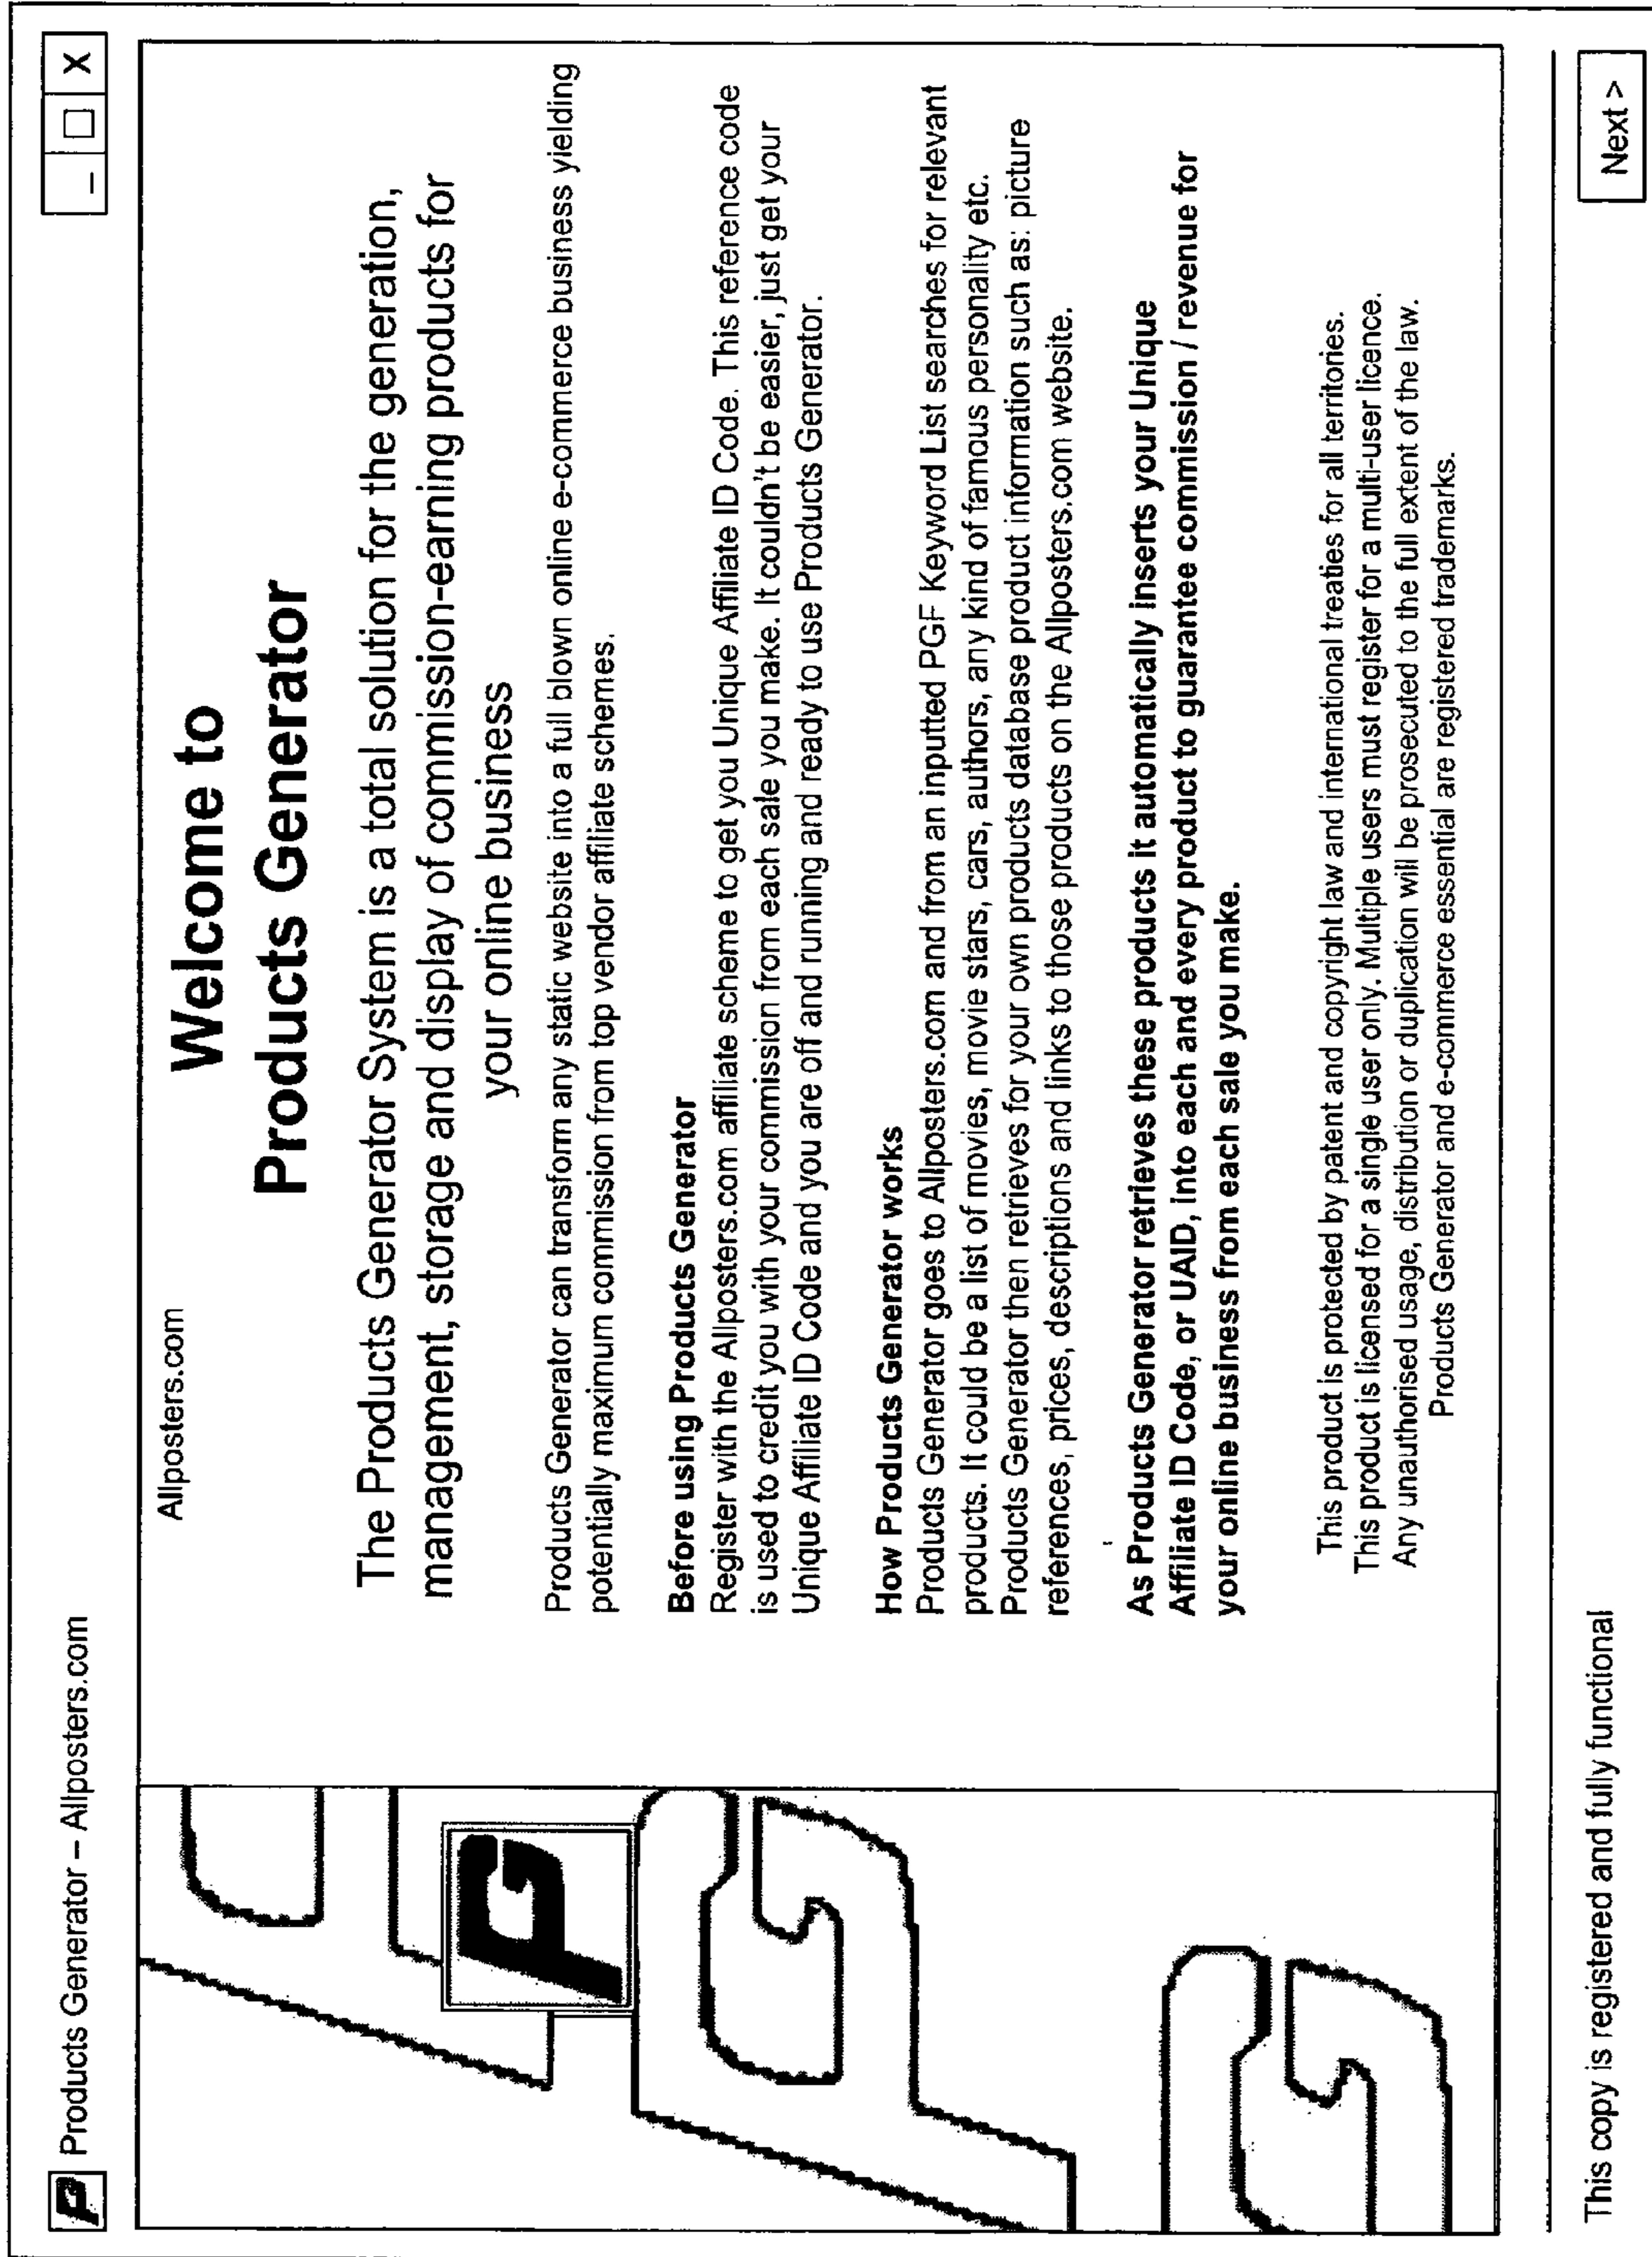 PG Products Generator – Allposters.com
_ □ X
Allposters.com
Welcome to
Products Generator
The Products Generator System is a total solution for the generation,
management, storage and display of commission-earning products for
your online business
Products Generator can transform any static website into a full blown online e-commerce business yielding
potentially maximum commission from top vendor affiliate schemes.
Before using Products Generator
Register with the Allposters.com affiliate scheme to get you Unique Affiliate ID Code. This reference code
is used to credit you with your commission from each sale you make. It couldn't be easier, just get your
Unique Affiliate ID Code and you are off and running and ready to use Products Generator.
How Products Generator works
Products Generator goes to Allposters.com and from an inputted PGF Keyword List searches for relevant
products. It could be a list of movies, movie stars, cars, authors, any kind of famous personality etc.
Products Generator then retrieves for your own products database product information such as: picture
references, prices, descriptions and links to those products on the Allposters.com website.
As Products Generator retrieves these products it automatically inserts your Unique
Affiliate ID Code, or UAID, into each and every product to guarantee commission / revenue for
your online business from each sale you make.
This product is protected by patent and copyright law and international treaties for all territories.
This product is licensed for a single user only. Multiple users must register for a multi-user licence.
Any unauthorised usage, distribution or duplication will be prosecuted to the full extent of the law.
Products Generator and e-commerce essential are registered trademarks.
PG
This copy is registered and fully functional
Next >